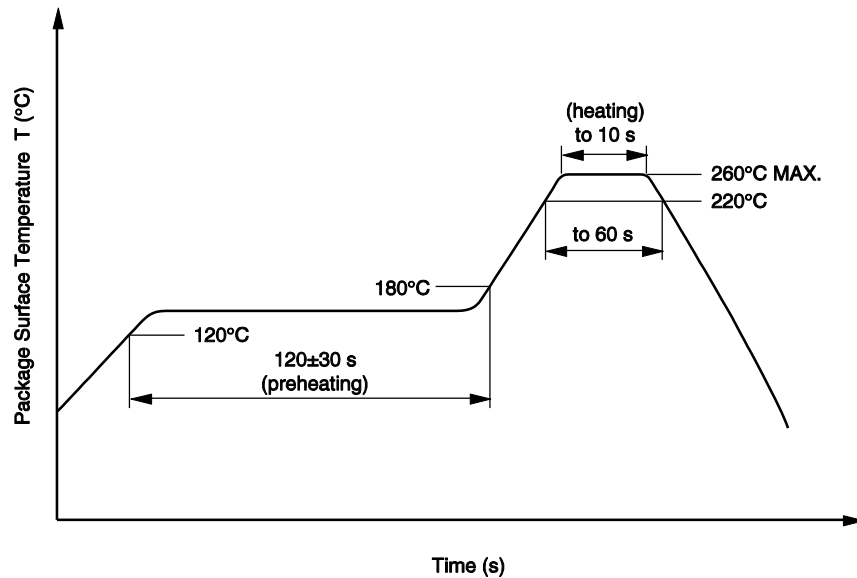 Package Surface Temperature T (°C)
(heating)
to 10 s
260°C MAX.
220°C
to 60 s
180°C
120°C
120±30 s
(preheating)
Time (s)